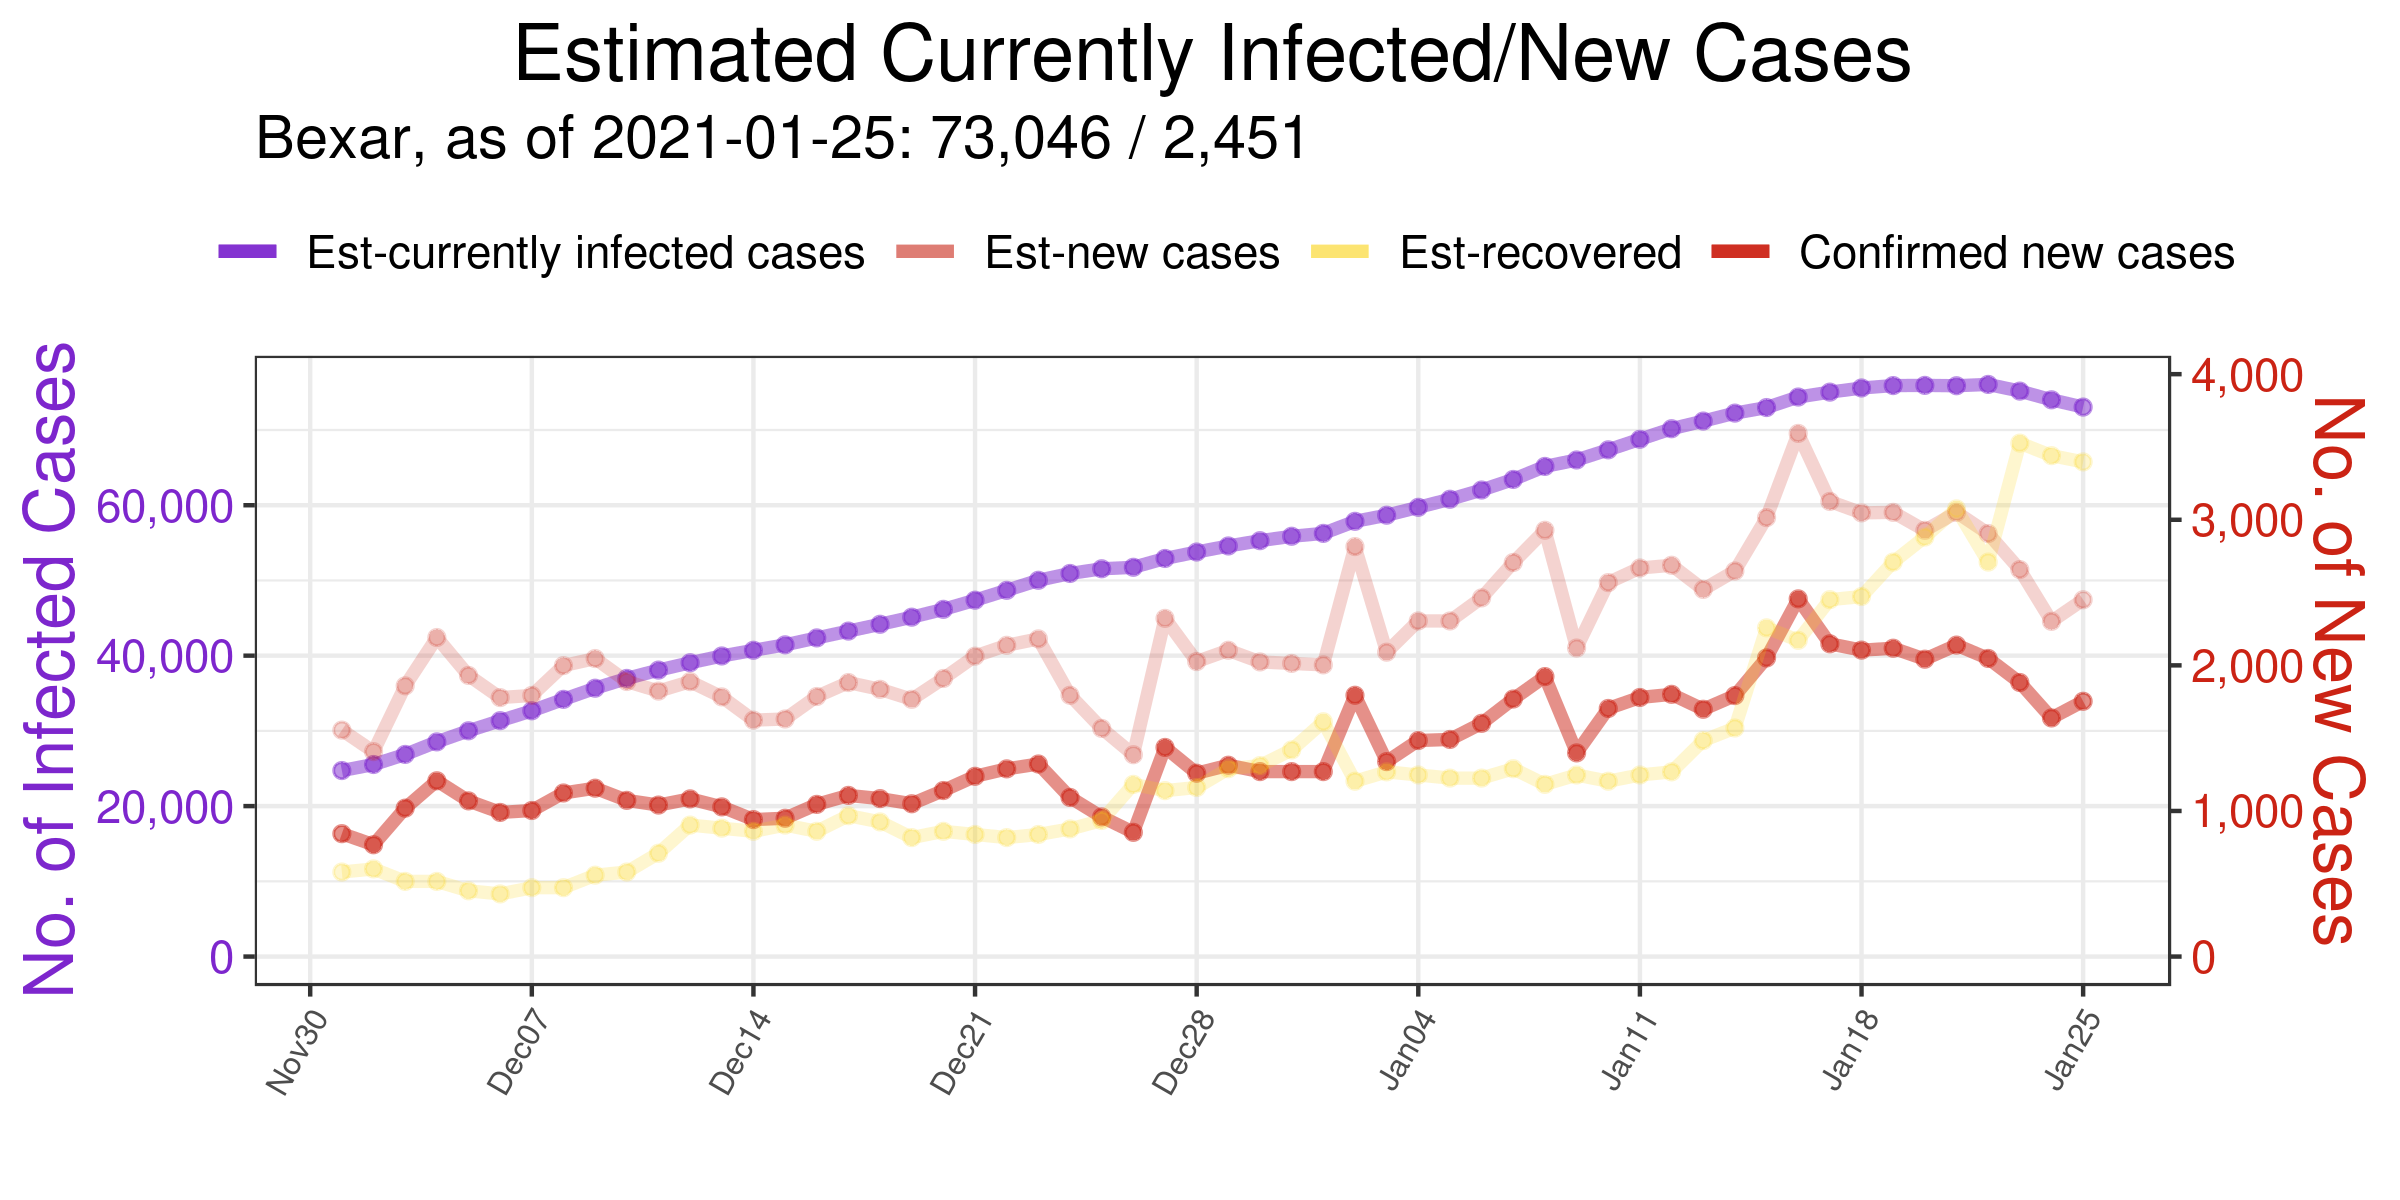 Estimated Currently Infected/New Cases
Bexar, as of 2021-01-25: 73,046 / 2,451
Est-currently infected cases Est-new cases Est-recovered Confirmed new cases
No. of Infected Cases
60,000
40,000
20,000
0
4,000
3,000
2,000
1,000
0
No. of New Cases
Nov30 Dec07 Dec14 Dec21 Dec28 Jan04 Jan11 Jan18 Jan25